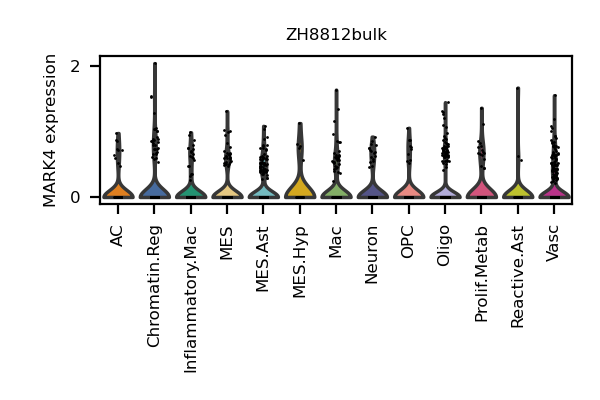 ZH8812bulk
MARK4 expression
2
0
AC
Chromatin.Reg
Inflammatory.Mac
MES
MES.Ast
MES.Hyp
Mac
Neuron
OPC
Oligo
Prolif.Metab
Reactive.Ast
Vasc